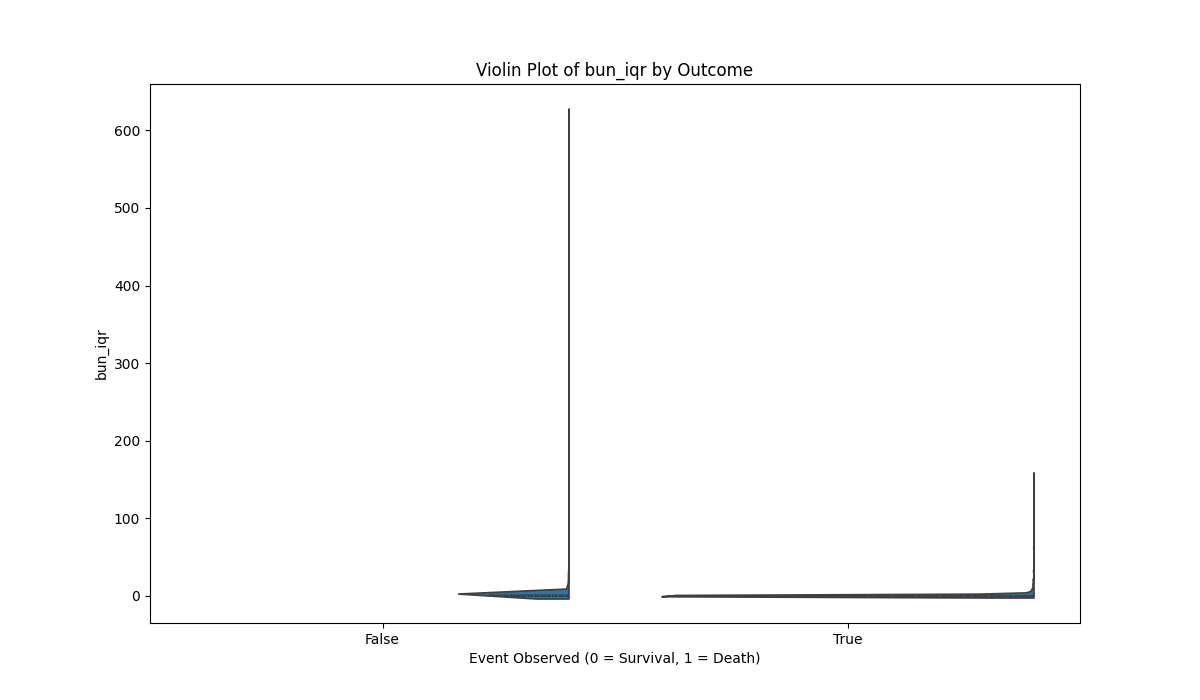 Violin Plot of bun_iqr by Outcome
600
500
400
300
200
100
0
bun_iqr
False
True
Event Observed (0 = Survival, 1 = Death)